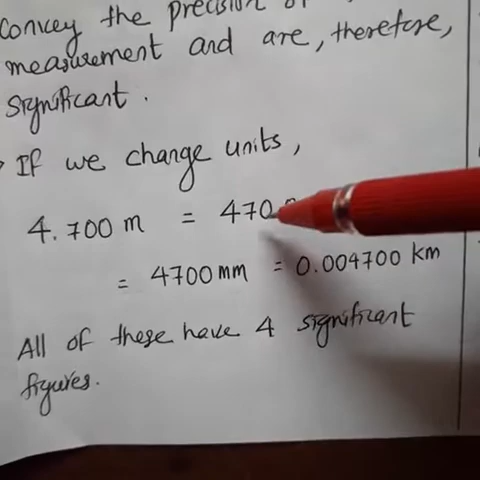 convey the precision of
measurement and are, therefore,
significant.
If we change units,
4.700 m = 470
= 4700 mm = 0.004700 km
All of these have 4 significant
figures.